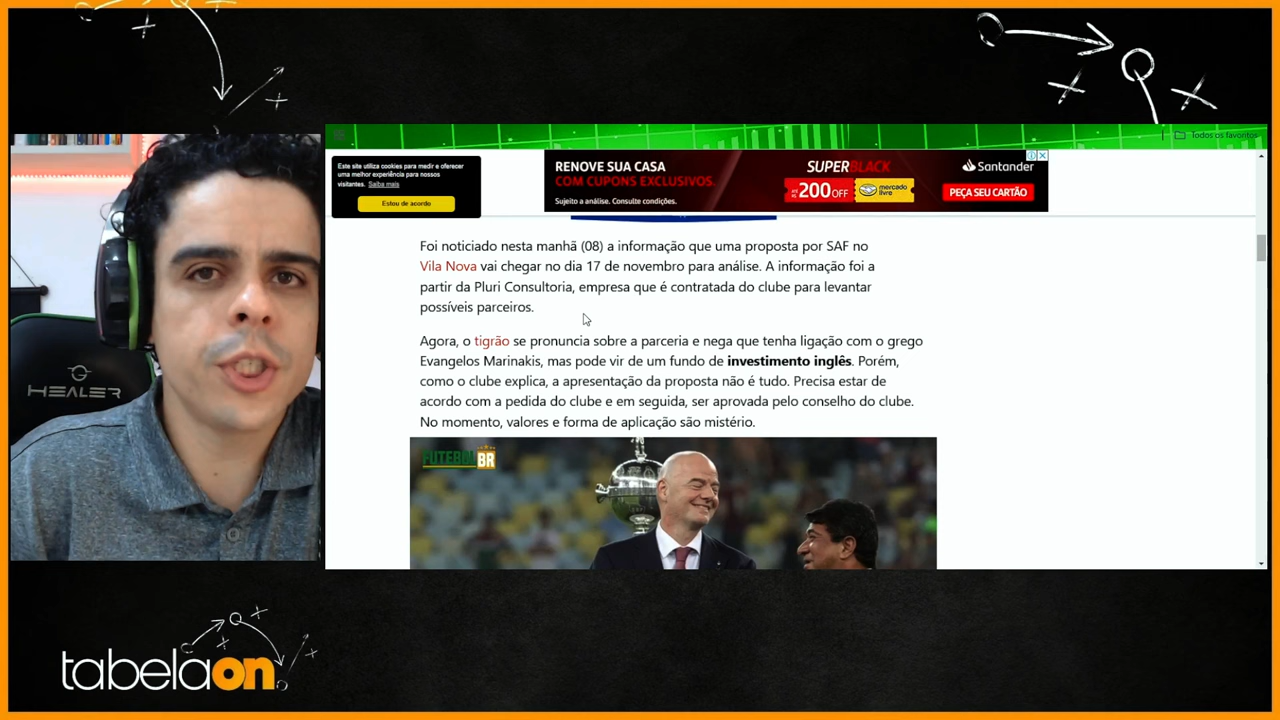 Todos os favoritos
Este site utiliza cookies para medir e oferecer
uma melhor experiência para nossos
visitantes. Saiba mais
Estou de acordo
RENOVE SUA CASA
COM CUPONS EXCLUSIVOS.
Sujeito a análise. Consulte condições.
SUPERBLACK
ATÉ R$ 200 OFF
mercado livre
Santander
PEÇA SEU CARTÃO
Foi noticiado nesta manhã (08) a informação que uma proposta por SAF no
Vila Nova vai chegar no dia 17 de novembro para análise. A informação foi a
partir da Pluri Consultoria, empresa que é contratada do clube para levantar
possíveis parceiros.
Agora, o tigrão se pronuncia sobre a parceria e nega que tenha ligação com o grego
Evangelos Marinakis, mas pode vir de um fundo de investimento inglês. Porém,
como o clube explica, a apresentação da proposta não é tudo. Precisa estar de
acordo com a pedida do clube e em seguida, ser aprovada pelo conselho do clube.
No momento, valores e forma de aplicação são mistério.
FUTEBOL BR
HEALER
tabelaon